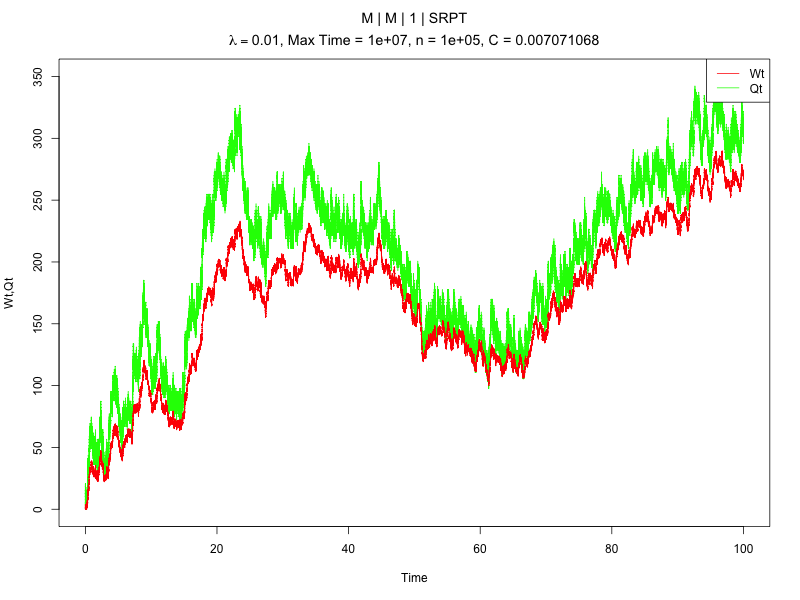 M | M | 1 | SRPT
λ = 0.01, Max Time = 1e+07, n = 1e+05, C = 0.007071068
Wt
Qt
350
300
250
200
150
100
50
0
Wt,Qt
0 20 40 60 80 100
Time